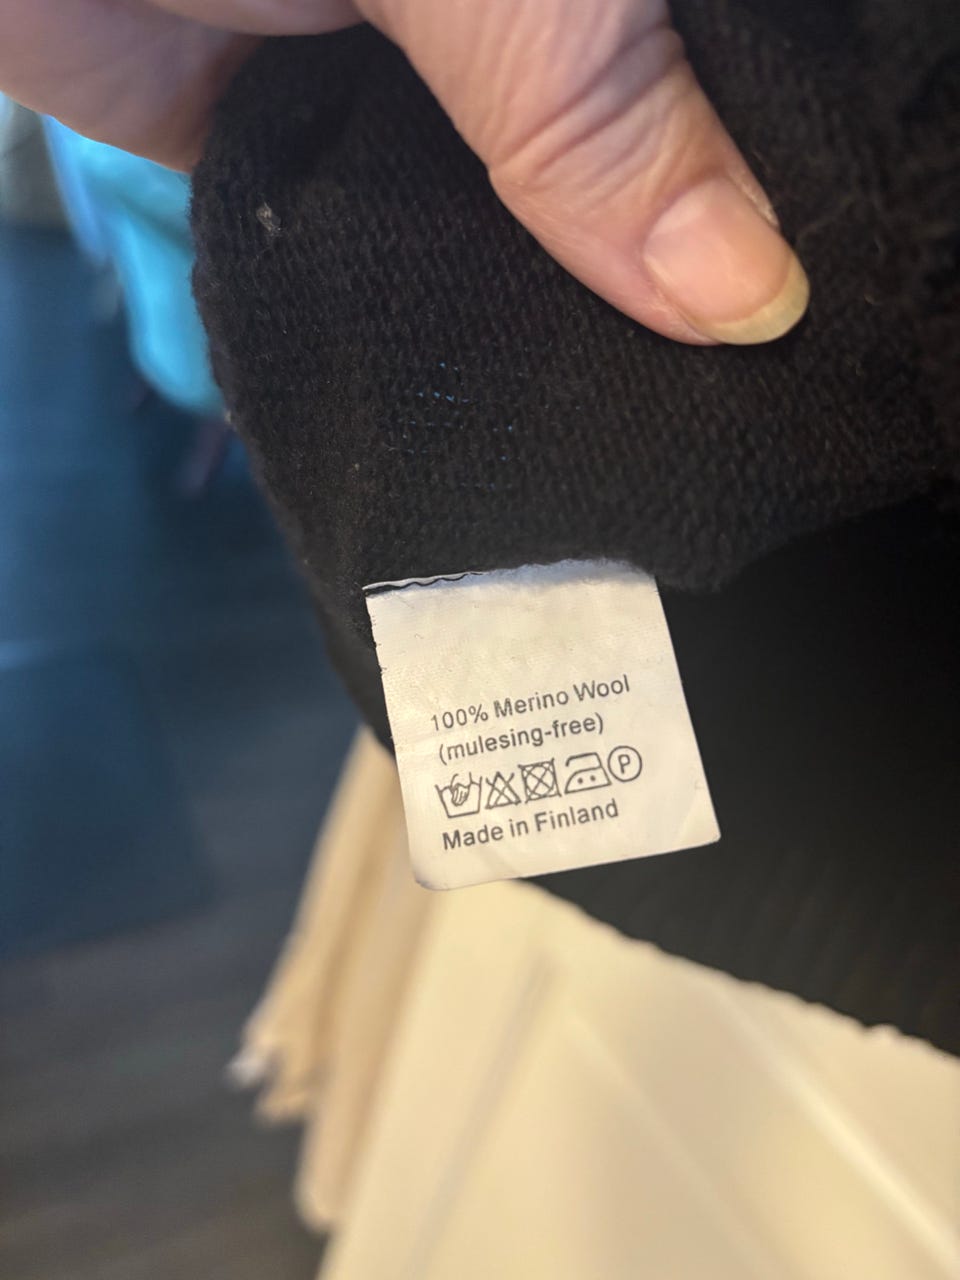 100% Merino Wool
(mulesing-free)
P
Made in Finland